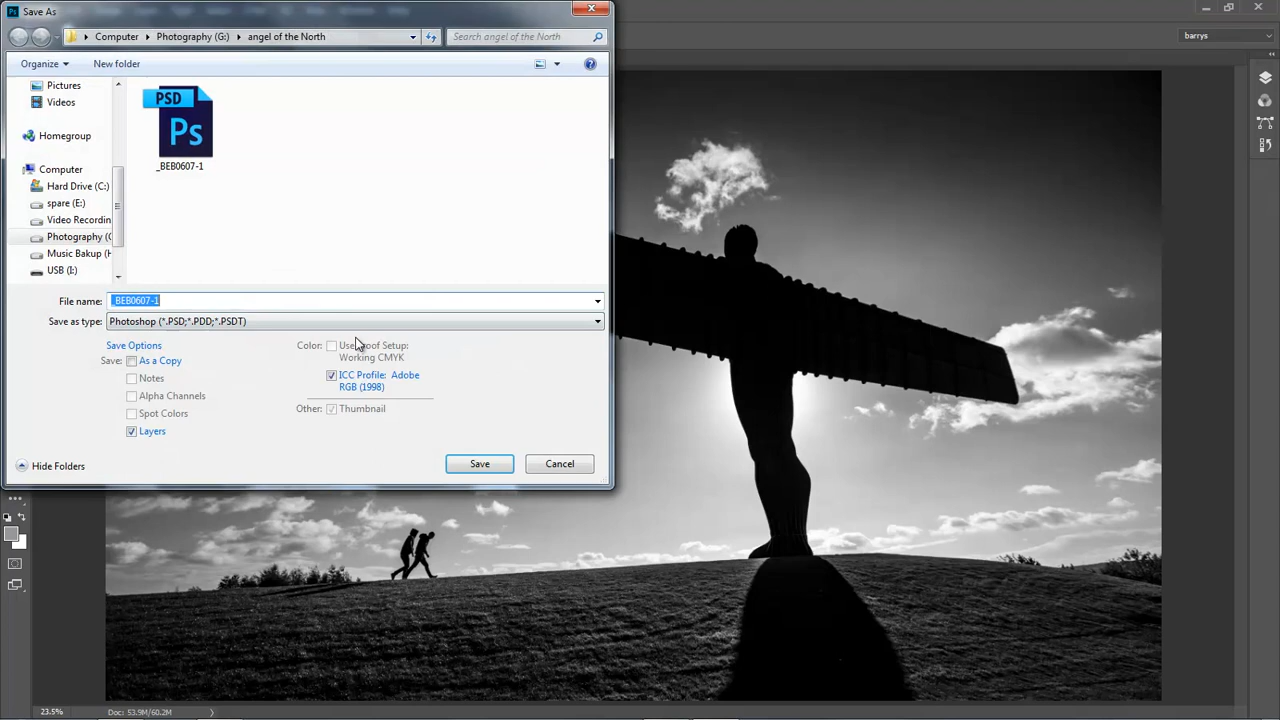 Save As
Computer
Photography (G:)
angel of the North
Search angel of the North
barrys
Organize
New folder
Pictures
Videos
Homegroup
Computer
Hard Drive (C:)
spare (E:)
Video Recordin
Photography (G
Music Bakup (H
USB (I:)
PSD
Ps
_BEB0607-1
File name:
_BEB0607-1
Save as type:
Photoshop (*.PSD;*.PDD;*.PSDT)
Save Options
Save:
As a Copy
Notes
Alpha Channels
Spot Colors
Layers
Color:
Use Proof Setup:
Working CMYK
ICC Profile: Adobe
RGB (1998)
Other:
Thumbnail
Hide Folders
Save
Cancel
23.5%
Doc: 53.9M/60.2M